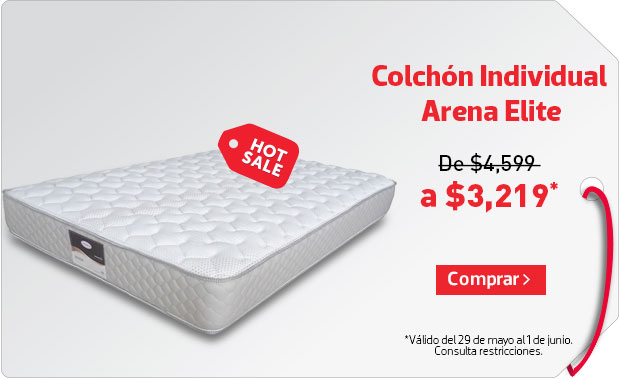 Colchón Individual
Arena Elite
De $4,599
a $3,219*
HOT
SALE
Comprar >
*Válido del 29 de mayo al 1 de junio.
Consulta restricciones.